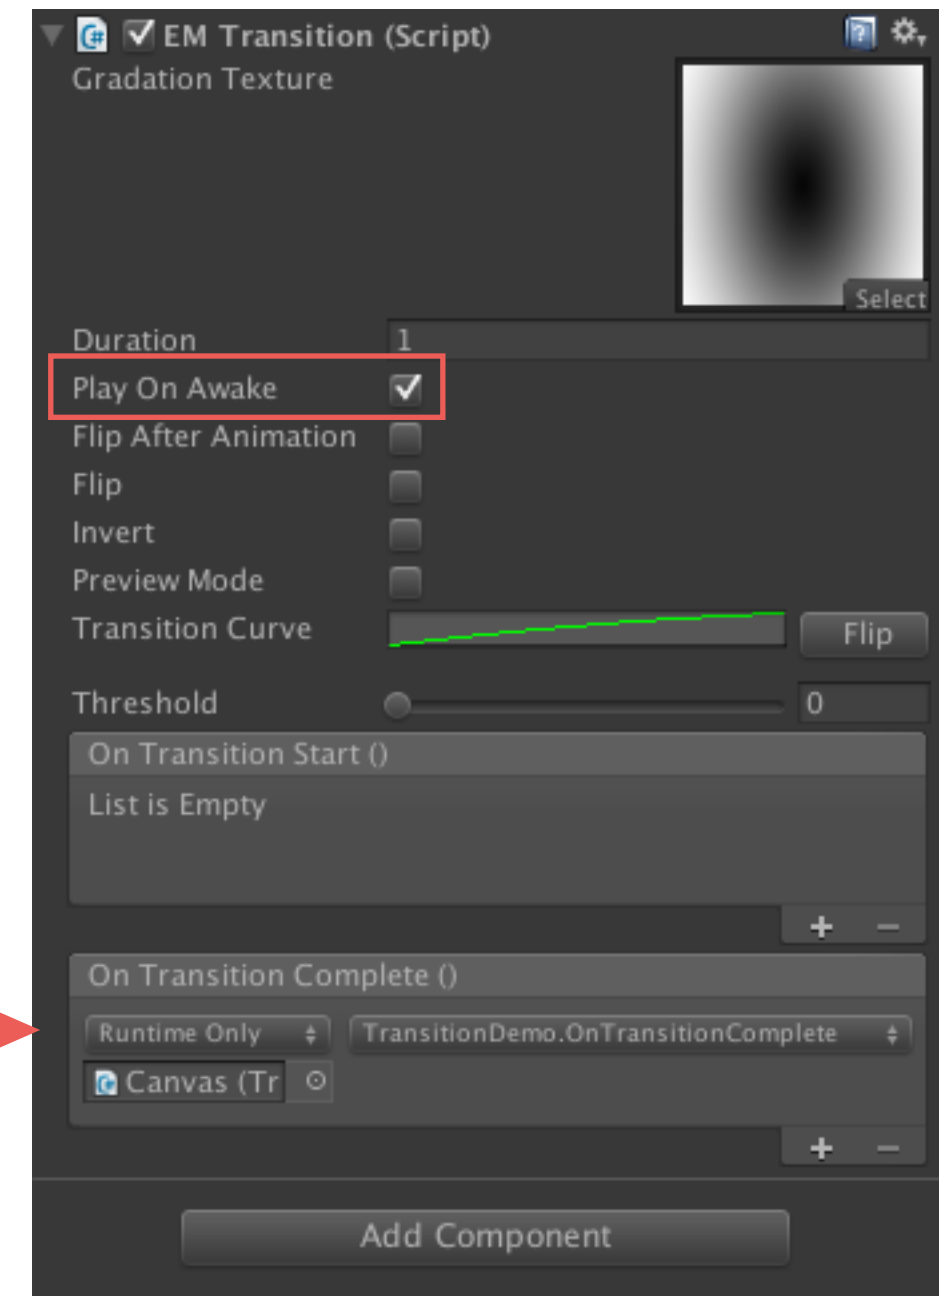 EM Transition (Script)
Gradation Texture
Select
Duration 1
Play On Awake
Flip After Animation
Flip
Invert
Preview Mode
Transition Curve Flip
Threshold 0
On Transition Start ()
List is Empty
+ −
On Transition Complete ()
Runtime Only TransitionDemo.OnTransitionComplete
Canvas (Tr
+ −
Add Component